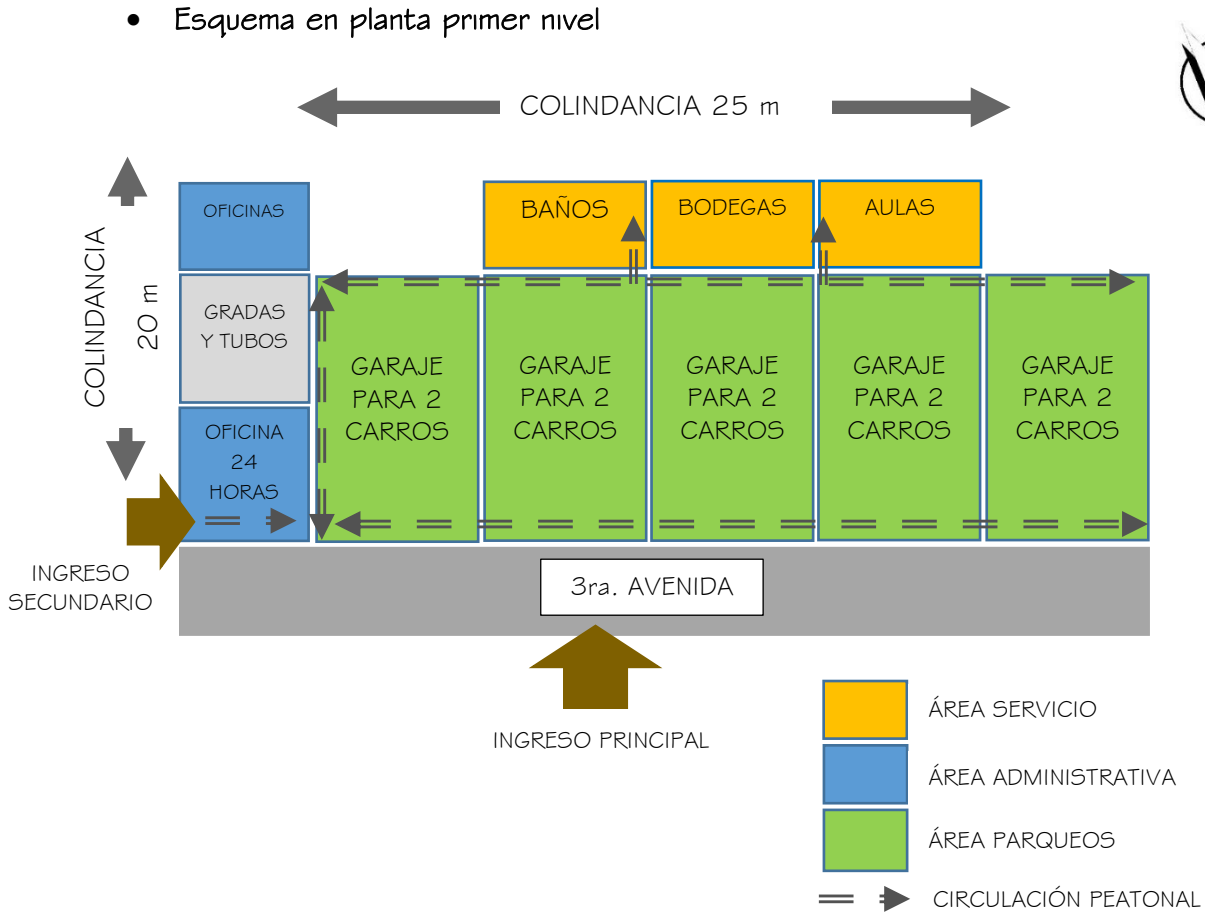 • Esquema en planta primer nivel
COLINDANCIA 25 m
COLINDANCIA
20 m
OFICINAS
BAÑOS
BODEGAS
AULAS
GRADAS
Y TUBOS
GARAJE
PARA 2
CARROS
GARAJE
PARA 2
CARROS
GARAJE
PARA 2
CARROS
GARAJE
PARA 2
CARROS
GARAJE
PARA 2
CARROS
OFICINA
24
HORAS
INGRESO
SECUNDARIO
3ra. AVENIDA
INGRESO PRINCIPAL
ÁREA SERVICIO
ÁREA ADMINISTRATIVA
ÁREA PARQUEOS
CIRCULACIÓN PEATONAL